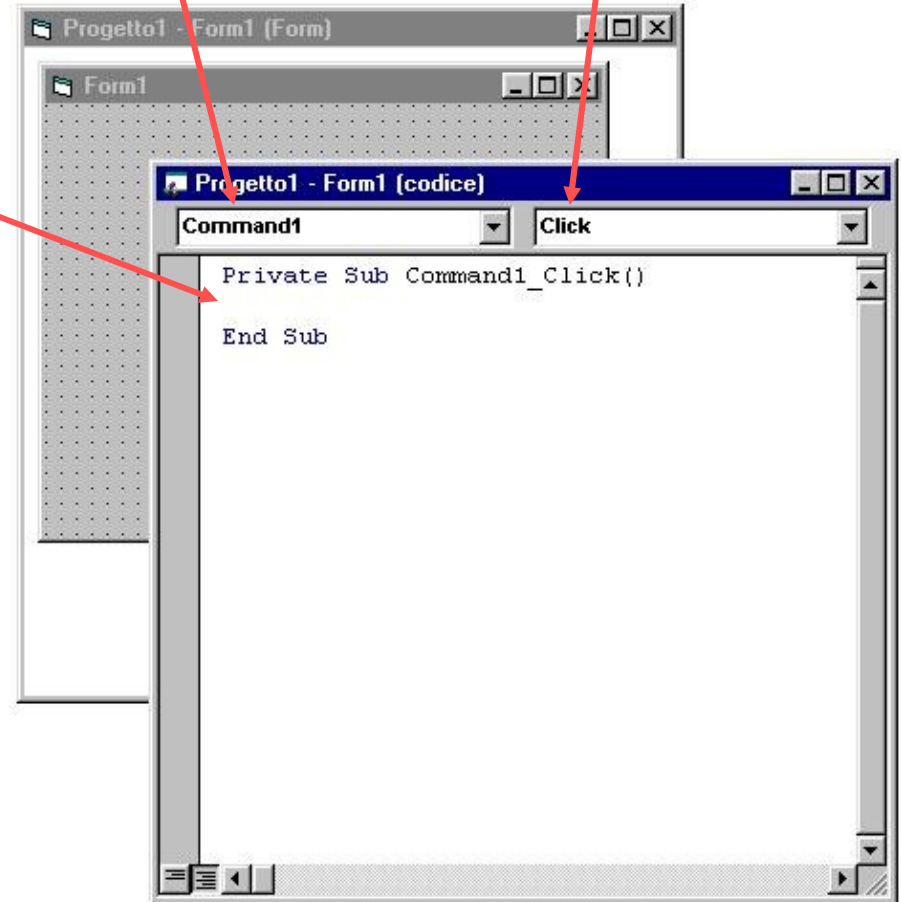 Progetto1 - Form1 (Form)
Form1
Progetto1 - Form1 (codice)
Command1
Click
Private Sub Command1_Click()
End Sub